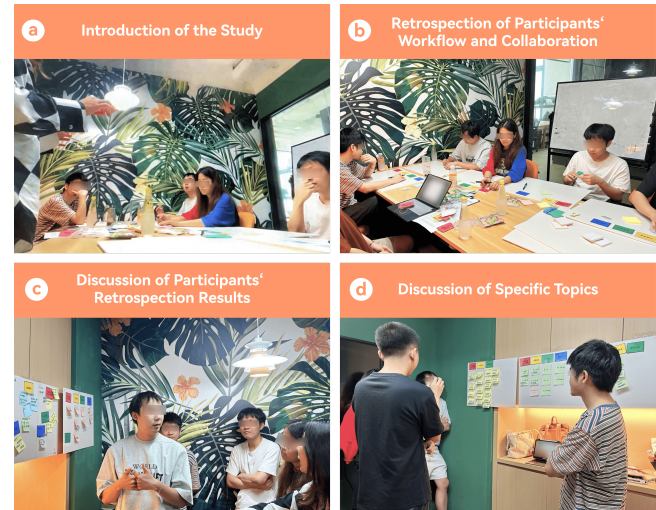 a
Introduction of the Study
b
Retrospection of Participants‘
Workflow and Collaboration
c
Discussion of Participants‘
Retrospection Results
WORLD
d
Discussion of Specific Topics